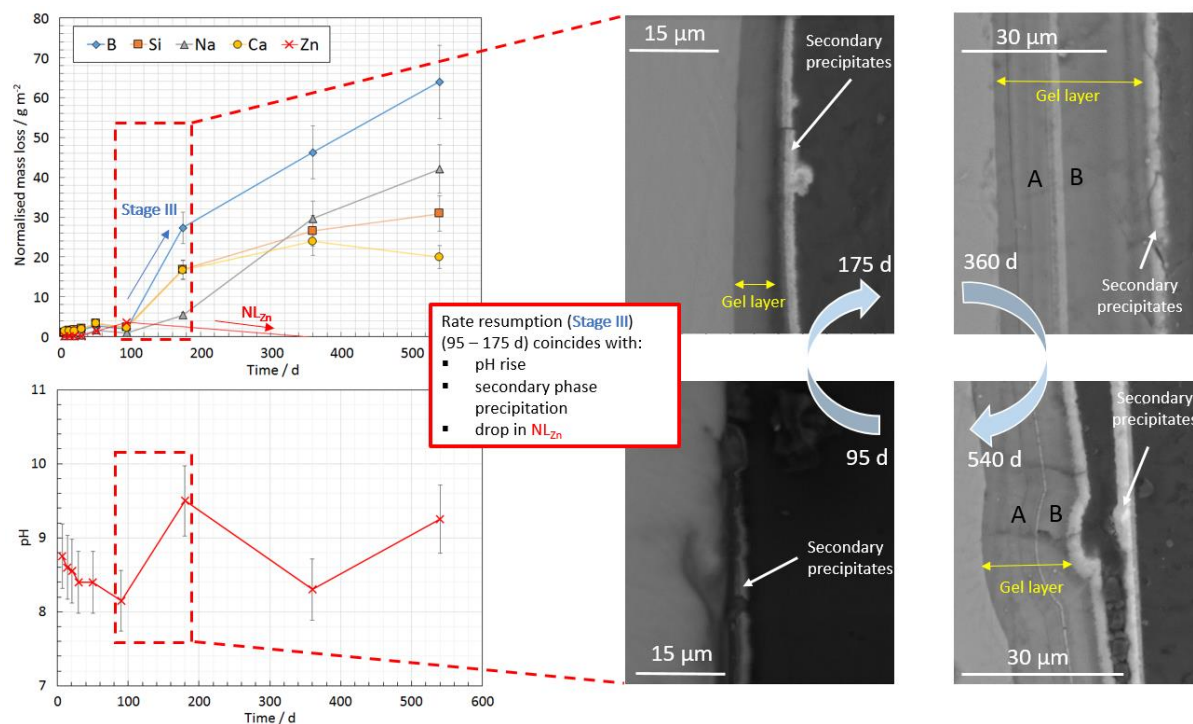 B Si Na Ca Zn
Normalised mass loss / g m⁻²
80
70
60
50
40
30
20
10
0
Stage III
NL_Zn
0 100 200 300 400 500
Time / d
11
10
9
8
7
pH
0 100 200 300 400 500 600
Time / d
Rate resumption (Stage III)
(95 – 175 d) coincides with:
▪ pH rise
▪ secondary phase
precipitation
▪ drop in NL_Zn
15 µm
Secondary
precipitates
Gel layer
175 d
30 µm
Gel layer
A B
360 d
Secondary
precipitates
95 d
Secondary
precipitates
15 µm
Secondary
precipitates
540 d
A B
Gel layer
30 µm